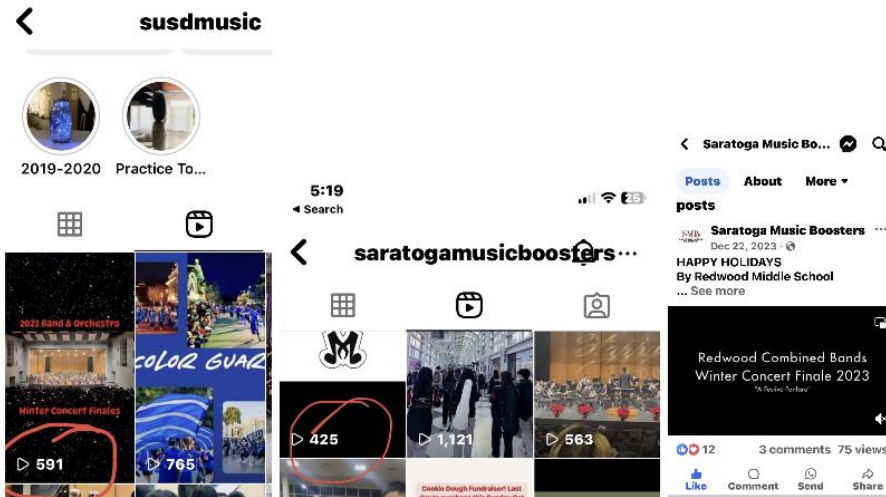 susdmusic
2019-2020
Practice To...
2023 Band & Orchestra
Winter Concert Finales
591
COLOR GUAR
765
5:19
Search
25
saratogamusicboosters
M
425
1,121
563
Cookie Dough Fundraiser! Last
Saratoga Music Bo...
Posts
About
More
posts
SMB
Saratoga Music Boosters
Dec 22, 2023
HAPPY HOLIDAYS
By Redwood Middle School
... See more
Redwood Combined Bands
Winter Concert Finale 2023
"A Festive Fanfare"
12
3 comments 75 views
Like
Comment
Send
Share